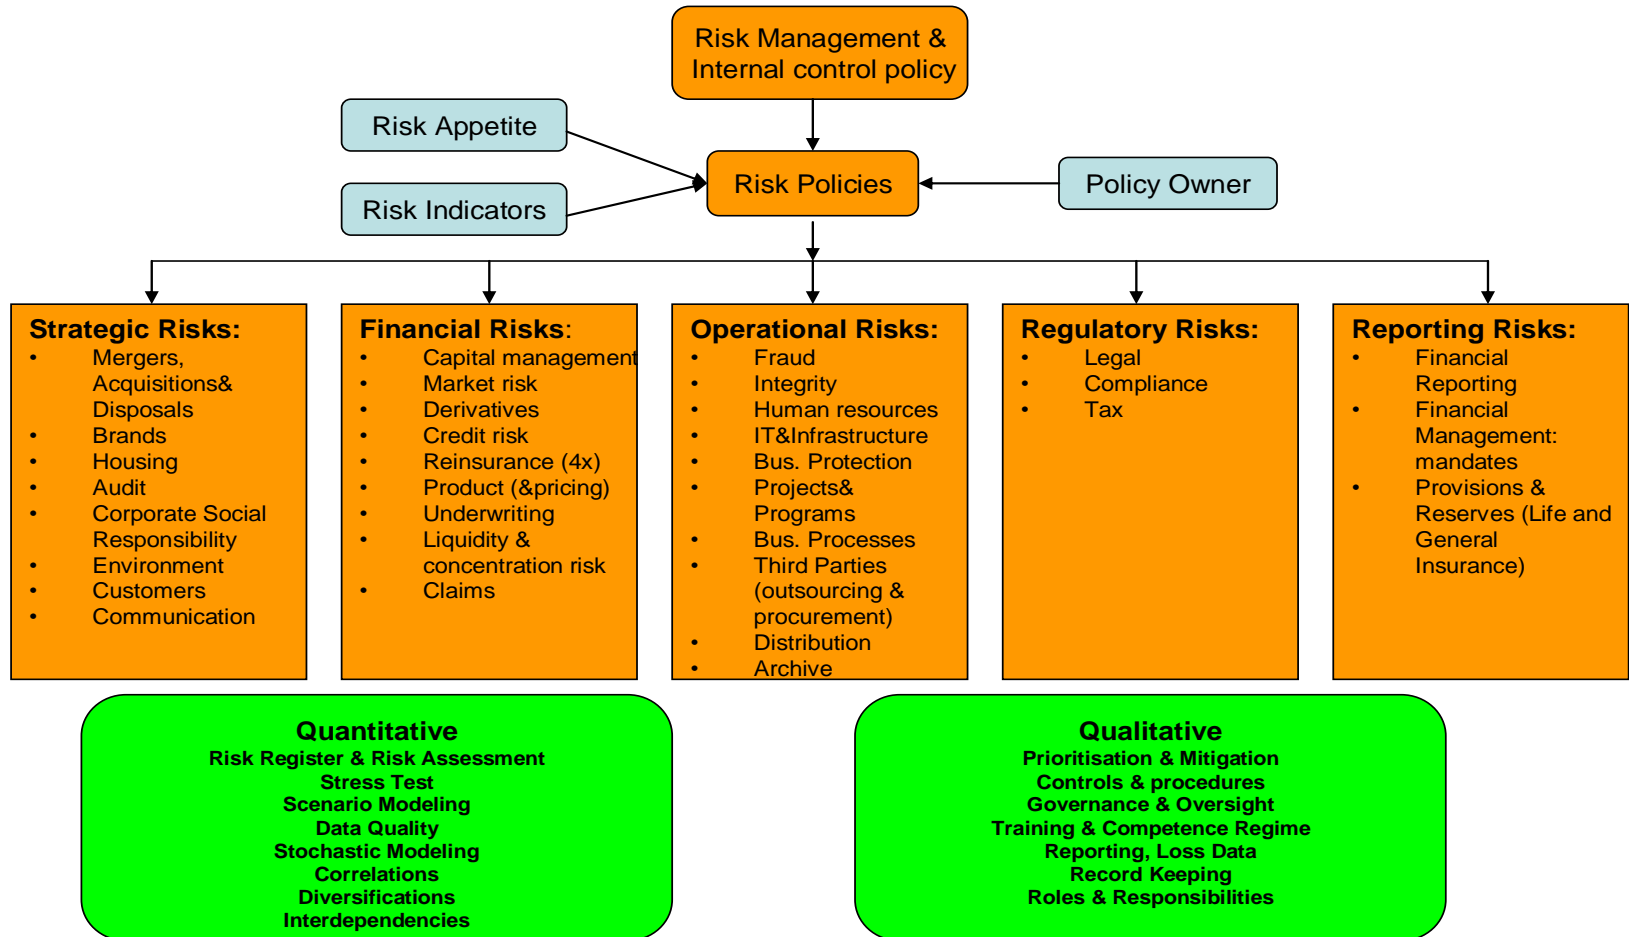 Risk Management &
Internal control policy
Risk Appetite
Risk Policies
Policy Owner
Risk Indicators
Strategic Risks:
• Mergers,
Acquisitions&
Disposals
• Brands
• Housing
• Audit
• Corporate Social
Responsibility
• Environment
• Customers
• Communication
Financial Risks:
• Capital management
• Market risk
• Derivatives
• Credit risk
• Reinsurance (4x)
• Product (&pricing)
• Underwriting
• Liquidity &
concentration risk
• Claims
Operational Risks:
• Fraud
• Integrity
• Human resources
• IT&Infrastructure
• Bus. Protection
• Projects&
Programs
• Bus. Processes
• Third Parties
(outsourcing &
procurement)
• Distribution
• Archive
Regulatory Risks:
• Legal
• Compliance
• Tax
Reporting Risks:
• Financial
Reporting
• Financial
Management:
mandates
• Provisions &
Reserves (Life and
General
Insurance)
Quantitative
Risk Register & Risk Assessment
Stress Test
Scenario Modeling
Data Quality
Stochastic Modeling
Correlations
Diversifications
Interdependencies
Qualitative
Prioritisation & Mitigation
Controls & procedures
Governance & Oversight
Training & Competence Regime
Reporting, Loss Data
Record Keeping
Roles & Responsibilities